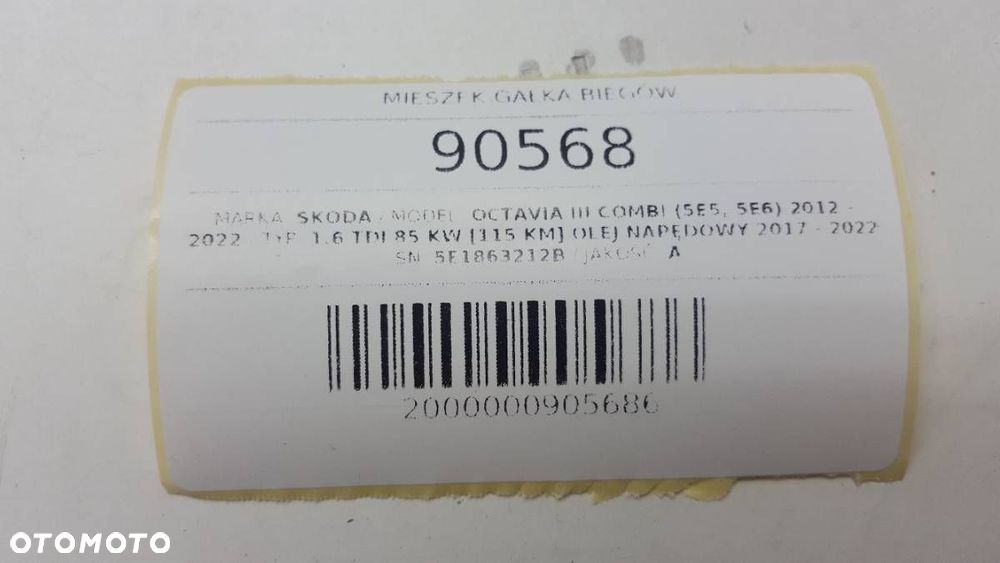 MIESZEK GAŁKA BIEGÓW
90568
MARKA: SKODA / MODEL: OCTAVIA III COMBI (5E5, 5E6) 2012 -
2022 / TYP: 1.6 TDI 85 KW [115 KM] OLEJ NAPĘDOWY 2017 - 2022
SN: 5E1863212B / JAKOŚĆ: A
2000000905686
OTOMOTO